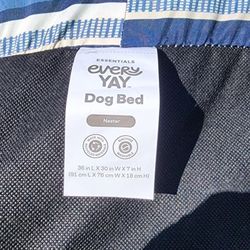 ESSENTIALS
every
YAY
Dog Bed
Nester
36 in L X 30 in W X 7 in H
(91 cm L X 76 cm W X 18 cm H)